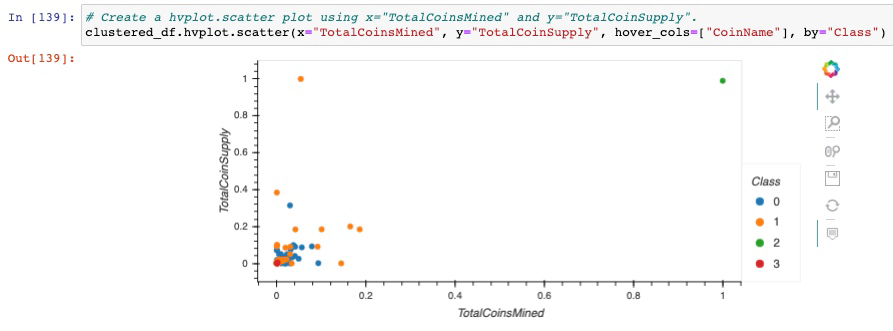 In [139]: # Create a hvplot.scatter plot using x="TotalCoinsMined" and y="TotalCoinSupply".
clustered_df.hvplot.scatter(x="TotalCoinsMined", y="TotalCoinSupply", hover_cols=["CoinName"], by="Class")
Out[139]:
1
0.8
0.6
0.4
0.2
0
TotalCoinSupply
0 0.2 0.4 0.6 0.8 1
TotalCoinsMined
Class
0
1
2
3